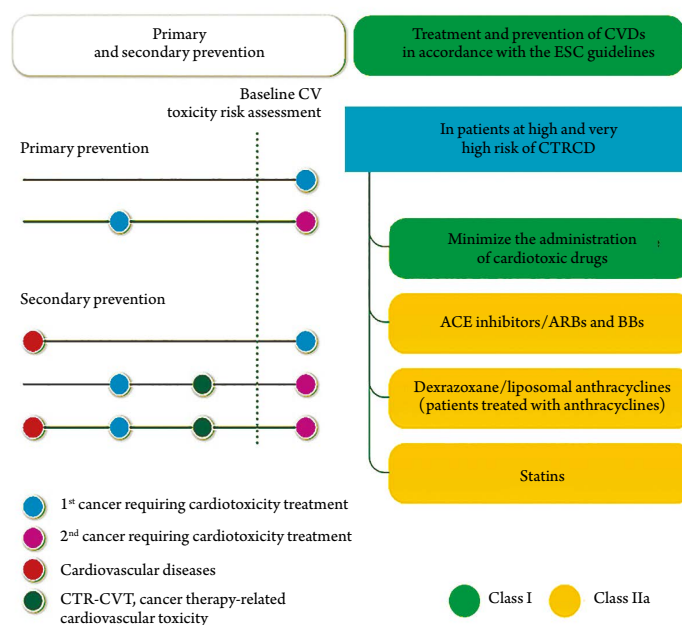 Primary
and secondary prevention
Treatment and prevention of CVDs
in accordance with the ESC guidelines
Baseline CV
toxicity risk assessment
Primary prevention
Secondary prevention
1st cancer requiring cardiotoxicity treatment
2nd cancer requiring cardiotoxicity treatment
Cardiovascular diseases
CTR-CVT, cancer therapy-related
cardiovascular toxicity
In patients at high and very
high risk of CTRCD
Minimize the administration
of cardiotoxic drugs
ACE inhibitors/ARBs and BBs
Dexrazoxane/liposomal anthracyclines
(patients treated with anthracyclines)
Statins
Class I
Class IIa